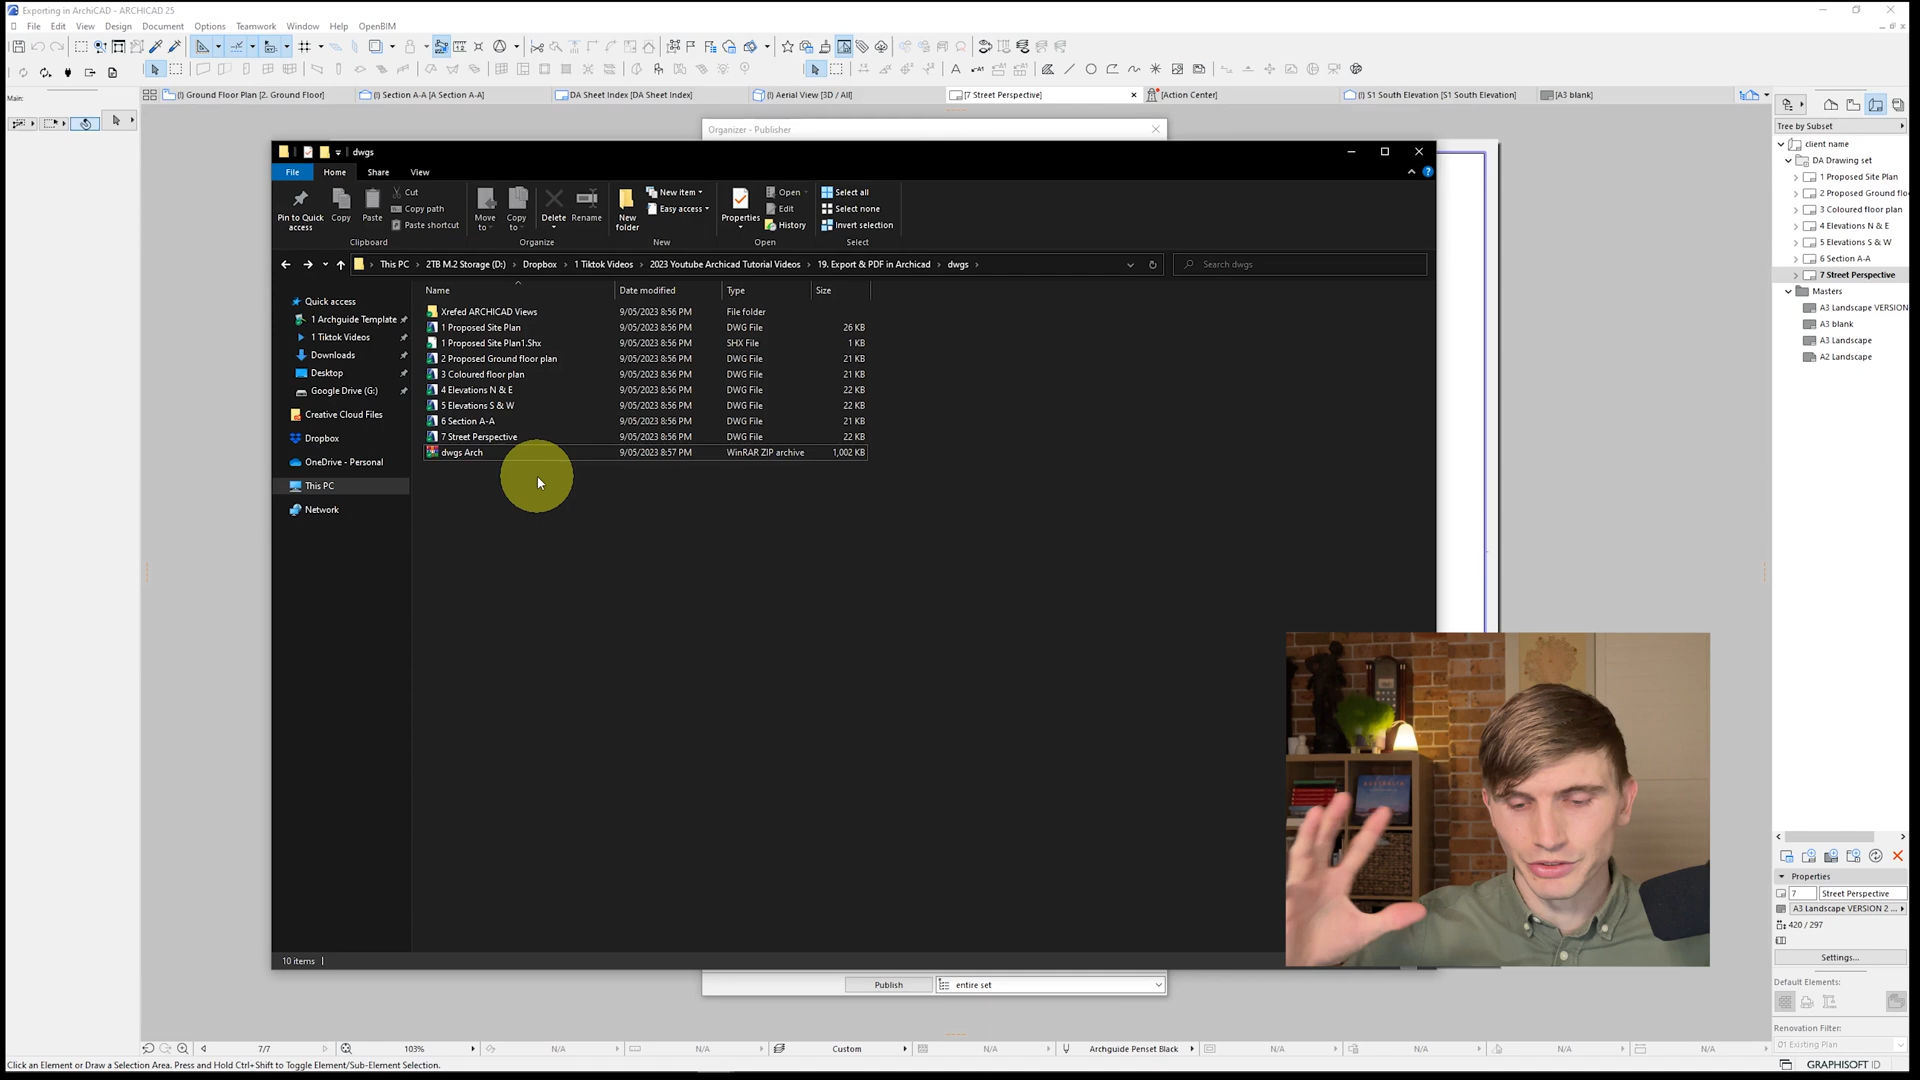 Exporting in ArchiCAD - ARCHICAD 25
File Edit View Design Document Options Teamwork Window Help OpenBIM
Main:
(!) Ground Floor Plan [2. Ground Floor]
(!) Section A-A [A Section A-A]
DA Sheet Index [DA Sheet Index]
(!) Aerial View [3D / All]
[7 Street Perspective]
[Action Center]
(!) S1 South Elevation [S1 South Elevation]
[A3 blank]
Organizer - Publisher
dwgs
File Home Share View
Pin to Quick access
Copy
Paste
Cut
Copy path
Paste shortcut
Clipboard
Move to
Copy to
Delete
Rename
Organize
New folder
New item
Easy access
New
Properties
Open
Edit
History
Open
Select all
Select none
Invert selection
Select
This PC 2TB M.2 Storage (D:) Dropbox 1 Tiktok Videos 2023 Youtube Archicad Tutorial Videos 19. Export & PDF in Archicad dwgs
Search dwgs
Quick access
1 Archguide Template
1 Tiktok Videos
Downloads
Desktop
Google Drive (G:)
Creative Cloud Files
Dropbox
OneDrive - Personal
This PC
Network
Name Date modified Type Size
Xrefed ARCHICAD Views 9/05/2023 8:56 PM File folder
1 Proposed Site Plan 9/05/2023 8:56 PM DWG File 26 KB
1 Proposed Site Plan1.Shx 9/05/2023 8:56 PM SHX File 1 KB
2 Proposed Ground floor plan 9/05/2023 8:56 PM DWG File 21 KB
3 Coloured floor plan 9/05/2023 8:56 PM DWG File 21 KB
4 Elevations N & E 9/05/2023 8:56 PM DWG File 22 KB
5 Elevations S & W 9/05/2023 8:56 PM DWG File 22 KB
6 Section A-A 9/05/2023 8:56 PM DWG File 21 KB
7 Street Perspective 9/05/2023 8:56 PM DWG File 22 KB
dwgs Arch 9/05/2023 8:57 PM WinRAR ZIP archive 1,002 KB
10 items
Publish
entire set
Tree by Subset
client name
DA Drawing set
1 Proposed Site Plan
2 Proposed Ground flo
3 Coloured floor plan
4 Elevations N & E
5 Elevations S & W
6 Section A-A
7 Street Perspective
Masters
A3 Landscape VERSION
A3 blank
A3 Landscape
A2 Landscape
AUSTRALIA
Properties
7 Street Perspective
A3 Landscape VERSION 2 ...
420 / 297
Settings...
Default Elements:
Renovation Filter:
01 Existing Plan
7/7 103% N/A N/A Custom N/A Archguide Penset Black N/A N/A N/A
Click an Element or Draw a Selection Area. Press and Hold Ctrl+Shift to Toggle Element/Sub-Element Selection.
GRAPHISOFT ID